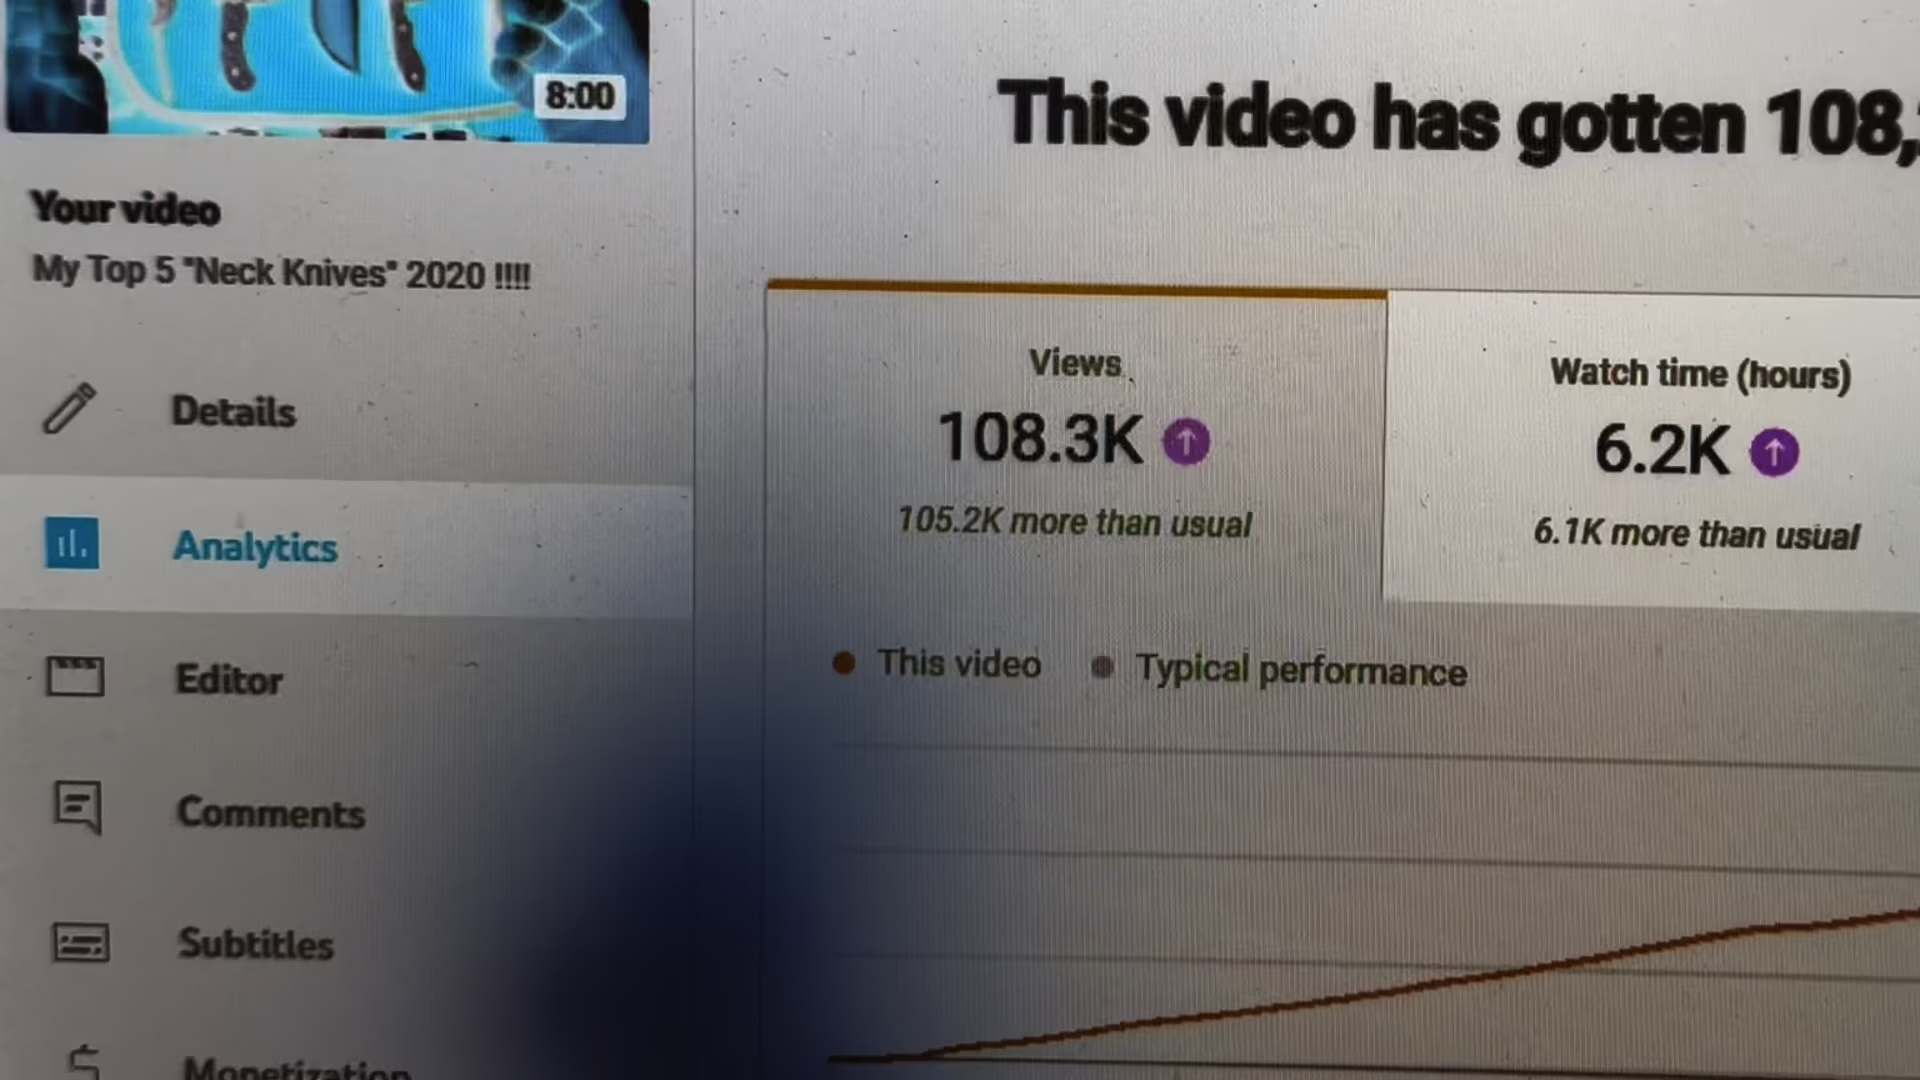 8:00
Your video
My Top 5 "Neck Knives" 2020 !!!!
Details
Analytics
Editor
Comments
Subtitles
Monetization
This video has gotten 108,
Views
108.3K
105.2K more than usual
Watch time (hours)
6.2K
6.1K more than usual
This video
Typical performance